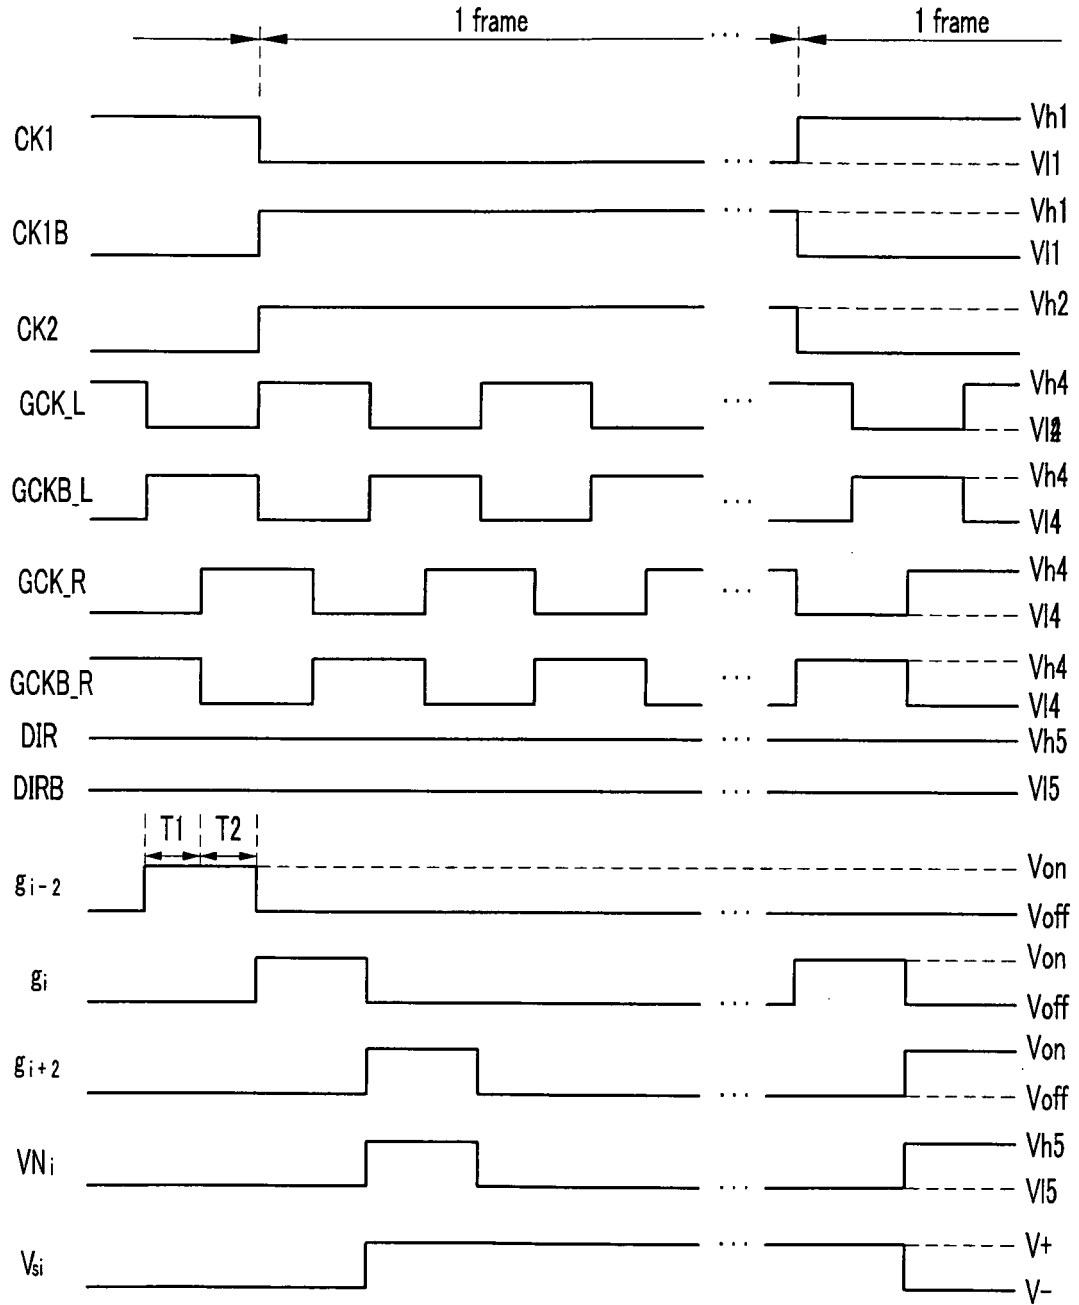 1 frame ... 1 frame
CK1 Vh1
... Vl1
CK1B ... Vh1
Vl1
CK2 ... Vh2
GCK_L Vh4
...
GCKB_L Vh4
... Vl4
GCK_R Vh4
... Vl4
GCKB_R Vh4
... Vl4
DIR ... Vh5
DIRB ... Vl5
T1 T2
gi-2 Von
... Voff
gi Von
... Voff
gi+2 Von
... Voff
VNi Vh5
... Vl5
Vsi ... V+
V-